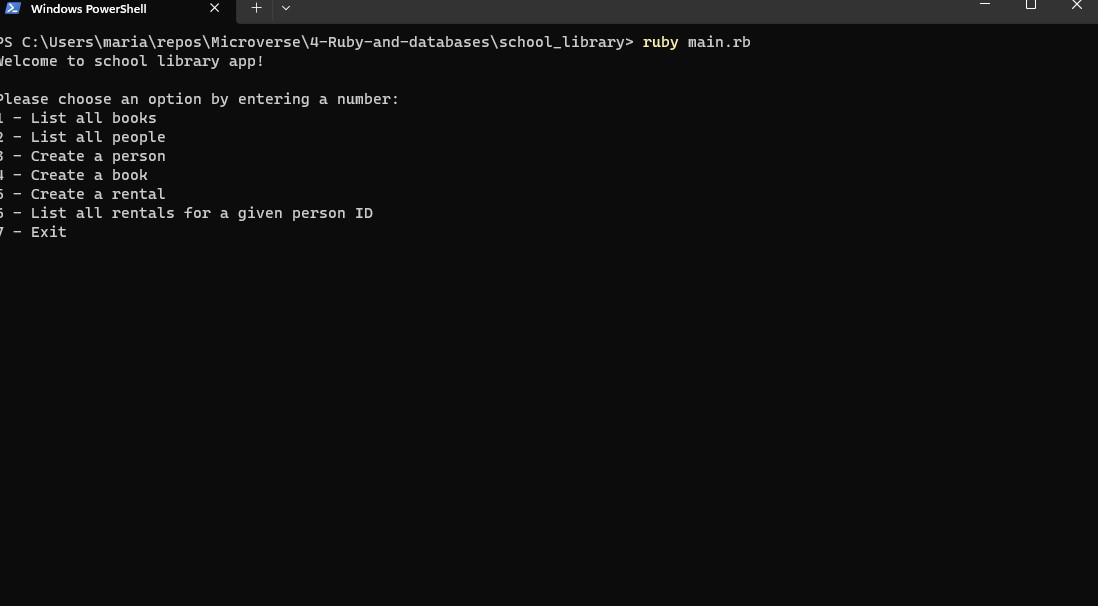 Windows PowerShell
PS C:\Users\maria\repos\Microverse\4-Ruby-and-databases\school_library> ruby main.rb
Welcome to school library app!
Please choose an option by entering a number:
1 - List all books
2 - List all people
3 - Create a person
4 - Create a book
5 - Create a rental
6 - List all rentals for a given person ID
7 - Exit